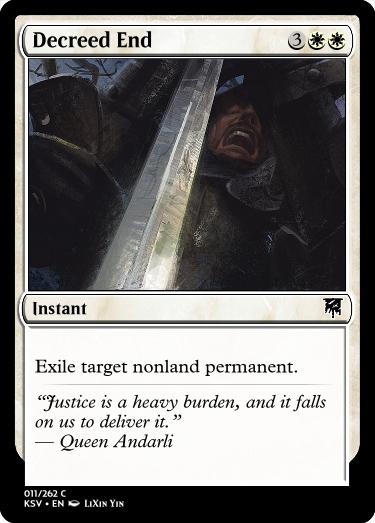 Decreed End 3
Instant
Exile target nonland permanent.
“Justice is a heavy burden, and it falls
on us to deliver it.”
— Queen Andarli
011/262 C
KSV • EN LiXin Yin